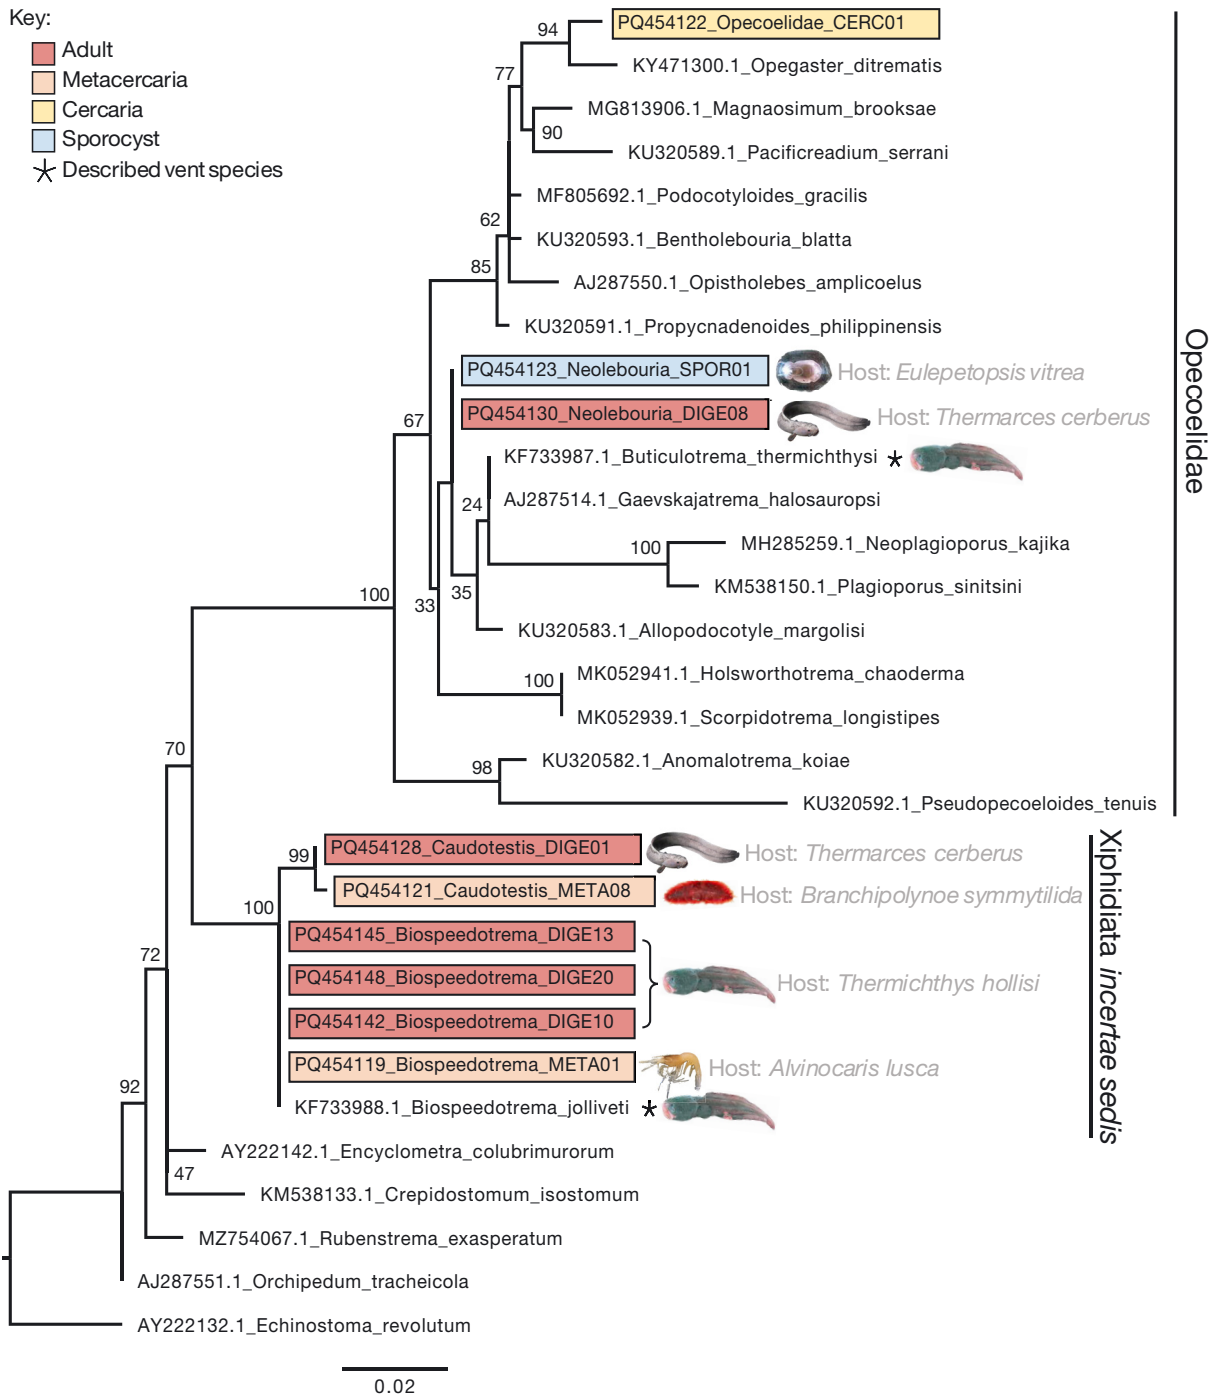 Key:
Adult
Metacercaria
Cercaria
Sporocyst
Described vent species
94
PQ454122_Opecoelidae_CERC01
KY471300.1_Opegaster_ditrematis
77
MG813906.1_Magnaosimum_brooksae
90
KU320589.1_Pacificreadium_serrani
MF805692.1_Podocotyloides_gracilis
62
KU320593.1_Bentholebouria_blatta
85
AJ287550.1_Opistholebes_amplicoelus
KU320591.1_Propycnadenoides_philippinensis
PQ454123_Neolebouria_SPOR01 Host: Eulepetopsis vitrea
67
PQ454130_Neolebouria_DIGE08 Host: Thermarces cerberus
KF733987.1_Buticulotrema_thermichthysi
24
AJ287514.1_Gaevskajatrema_halosauropsi
100
MH285259.1_Neoplagioporus_kajika
KM538150.1_Plagioporus_sinitsini
100
33
35
KU320583.1_Allopodocotyle_margolisi
100
MK052941.1_Holsworthotrema_chaoderma
MK052939.1_Scorpidotrema_longistipes
70
98
KU320582.1_Anomalotrema_koiae
KU320592.1_Pseudopecoeloides_tenuis
Opecoelidae
99
PQ454128_Caudotestis_DIGE01 Host: Thermarces cerberus
PQ454121_Caudotestis_META08 Host: Branchipolynoe symmytilida
100
PQ454145_Biospeedotrema_DIGE13
72
PQ454148_Biospeedotrema_DIGE20 Host: Thermichthys hollisi
PQ454142_Biospeedotrema_DIGE10
PQ454119_Biospeedotrema_META01 Host: Alvinocaris lusca
92
KF733988.1_Biospeedotrema_jolliveti
Xiphidiata incertae sedis
AY222142.1_Encyclometra_colubrimurorum
47
KM538133.1_Crepidostomum_isostomum
MZ754067.1_Rubenstrema_exasperatum
AJ287551.1_Orchipedum_tracheicola
AY222132.1_Echinostoma_revolutum
0.02